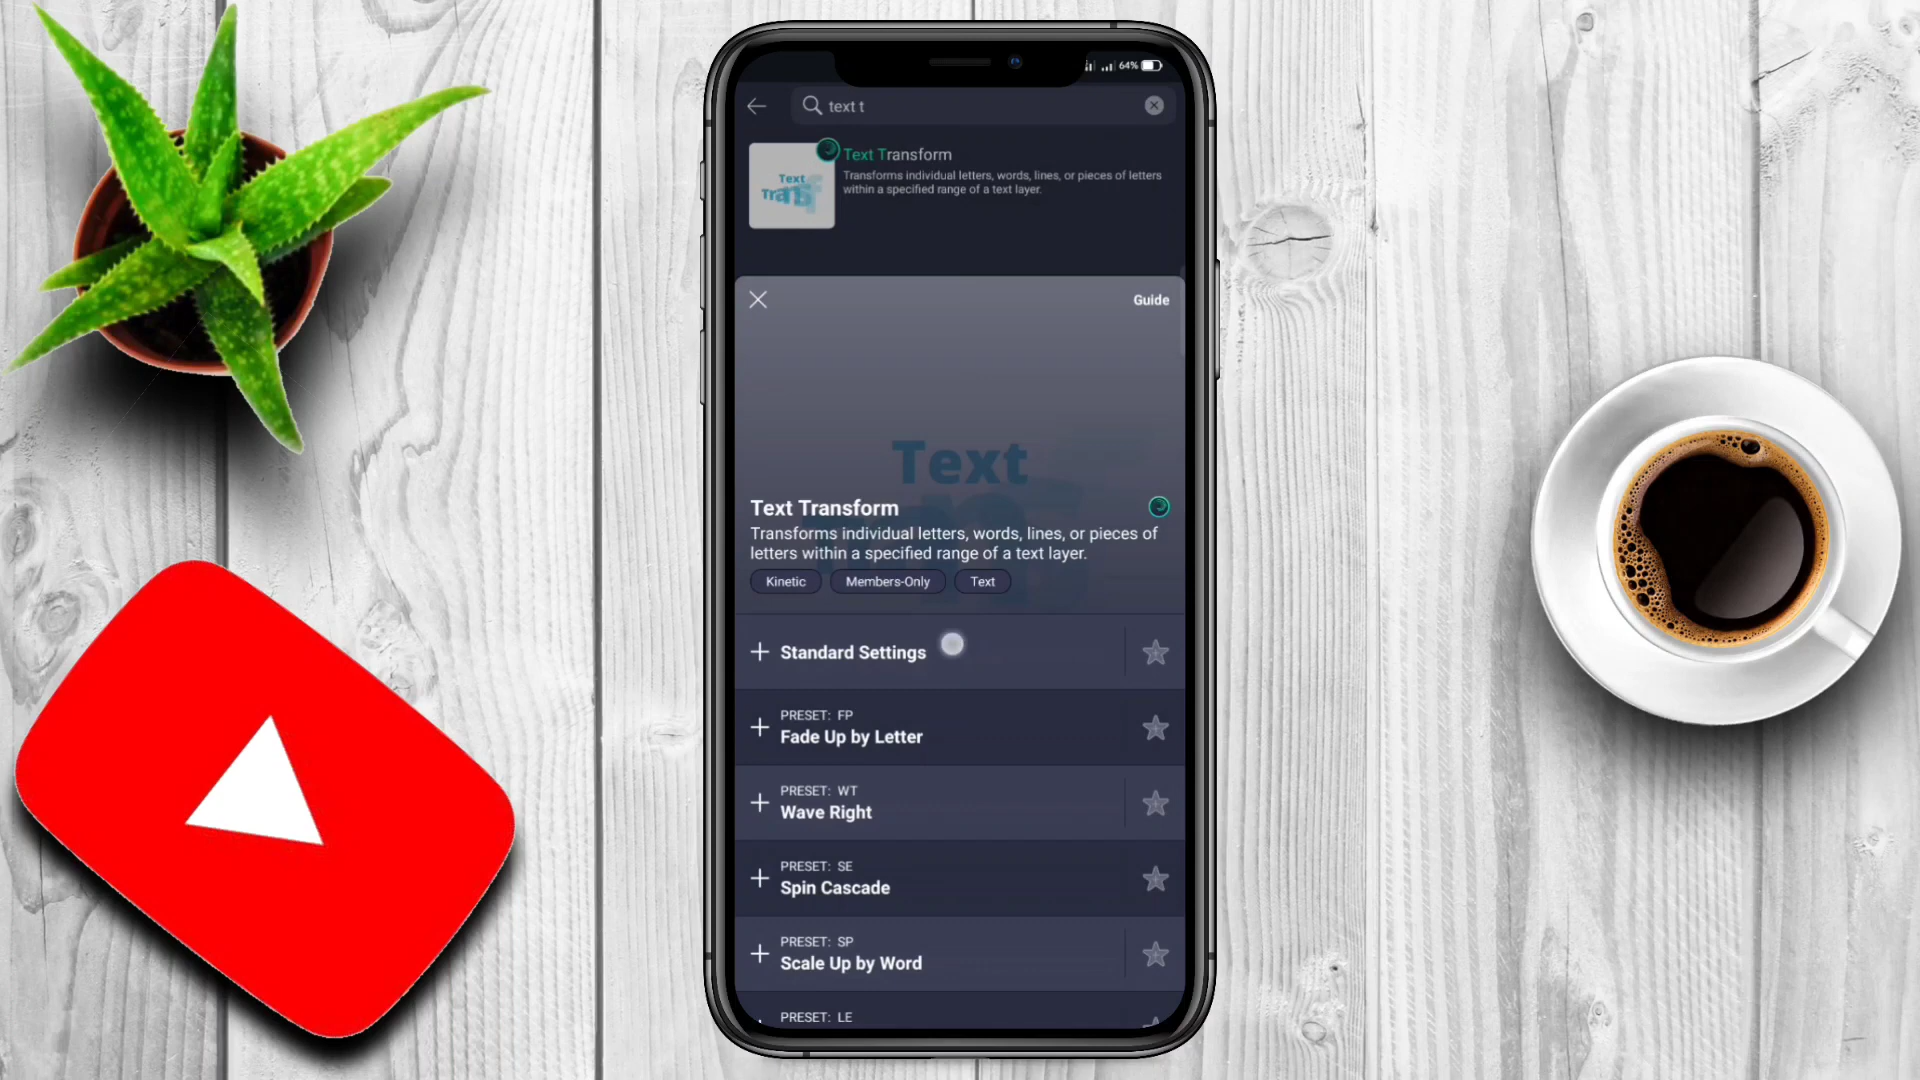 64%
text t
Text
Transf
Text Transform
Transforms individual letters, words, lines, or pieces of letters
within a specified range of a text layer.
Guide
Text
Text Transform
Transforms individual letters, words, lines, or pieces of
letters within a specified range of a text layer.
Kinetic
Members-Only
Text
Standard Settings
PRESET: FP
Fade Up by Letter
PRESET: WT
Wave Right
PRESET: SE
Spin Cascade
PRESET: SP
Scale Up by Word
PRESET: LE